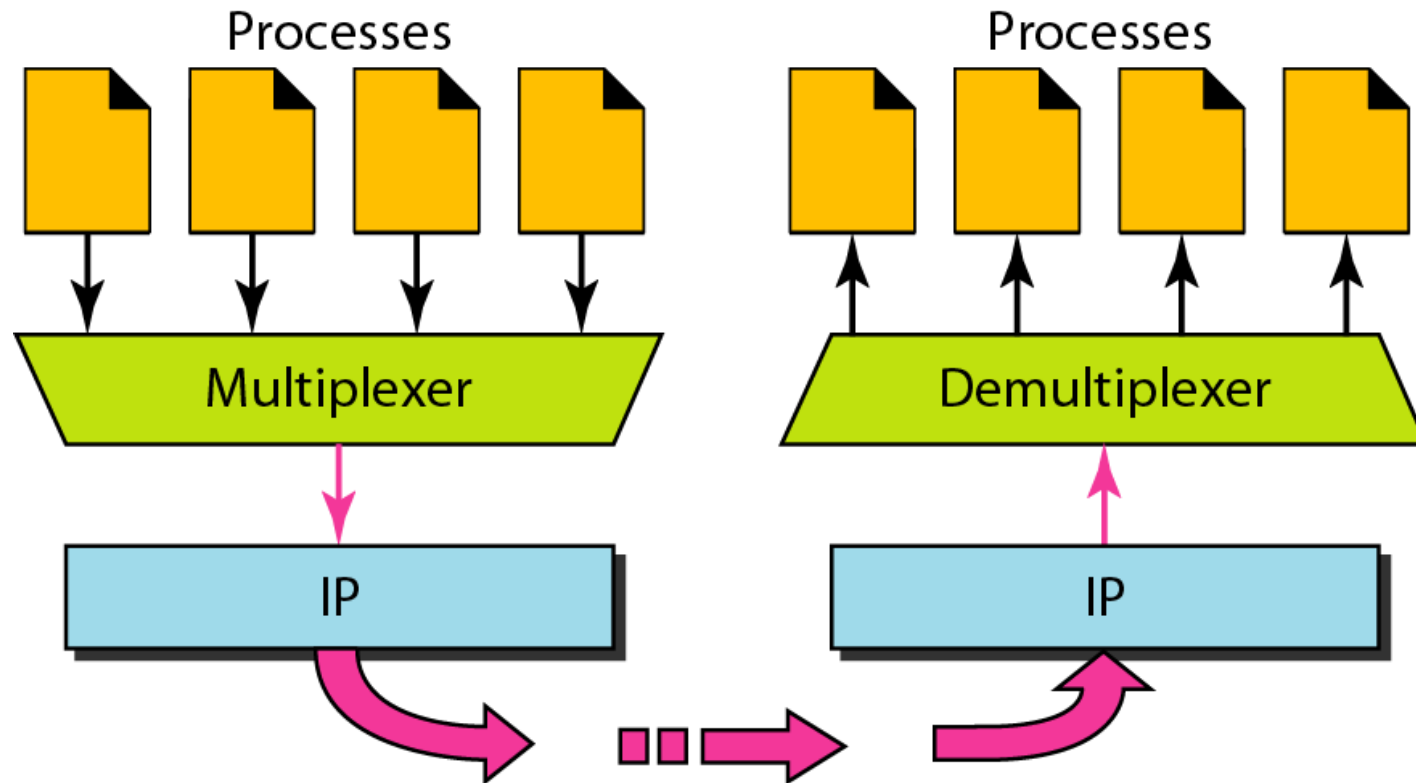 Processes
Processes
Multiplexer
Demultiplexer
IP
IP